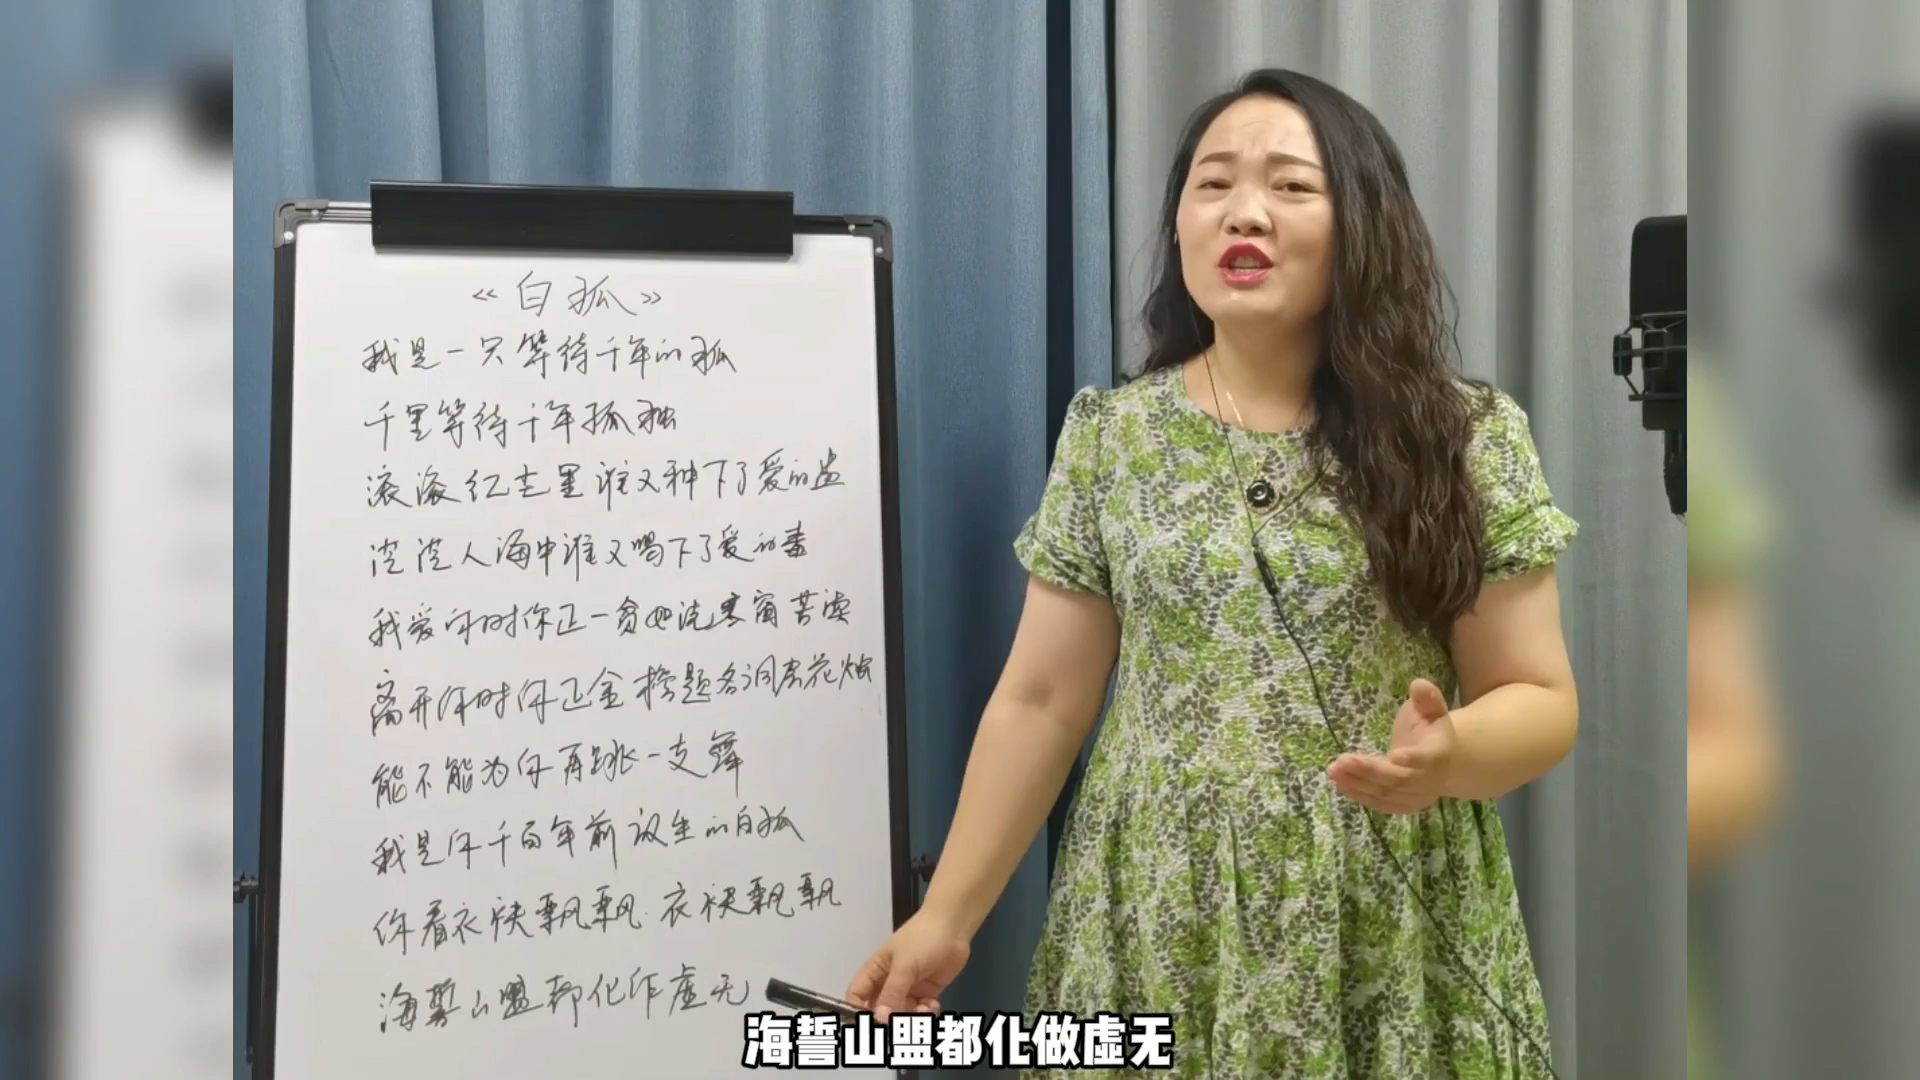 《白狐》
我是一只等待千年的狐
千里等待千年孤独
滚滚红尘里谁又种下了爱的蛊
茫茫人海中谁又喝下了爱的毒
我爱你时你正一贫如洗寒窗苦读
离开你时你正金榜题名洞房花烛
能不能为你再跳一支舞
我是你千百年前放生的白狐
你看衣袂飘飘 衣袂飘飘
海誓山盟都化作虚无
海誓山盟都化做虚无